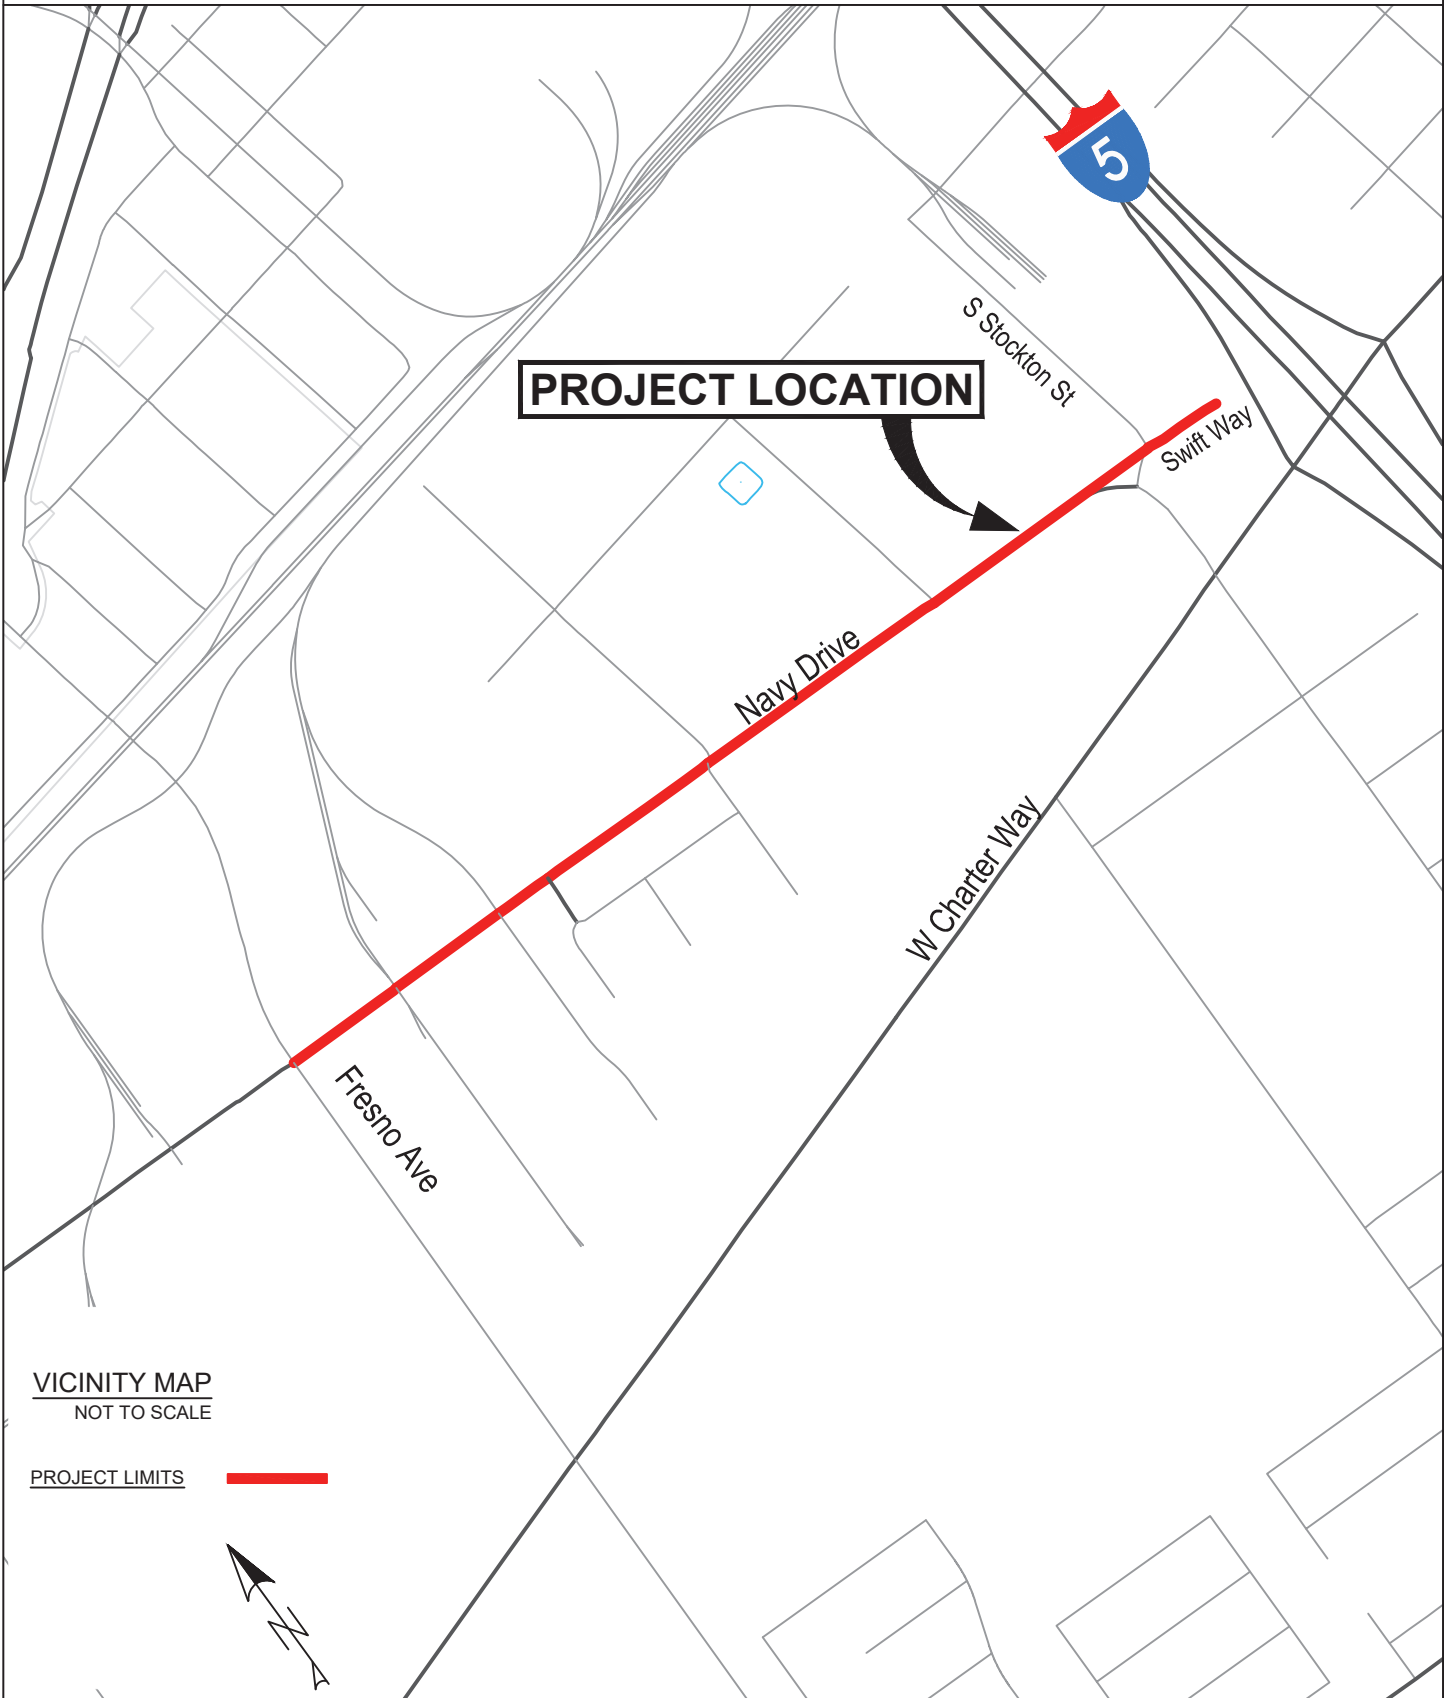 5
S Stockton St
PROJECT LOCATION
Swift Way
Navy Drive
W Charter Way
Fresno Ave
VICINITY MAP
NOT TO SCALE
PROJECT LIMITS
N